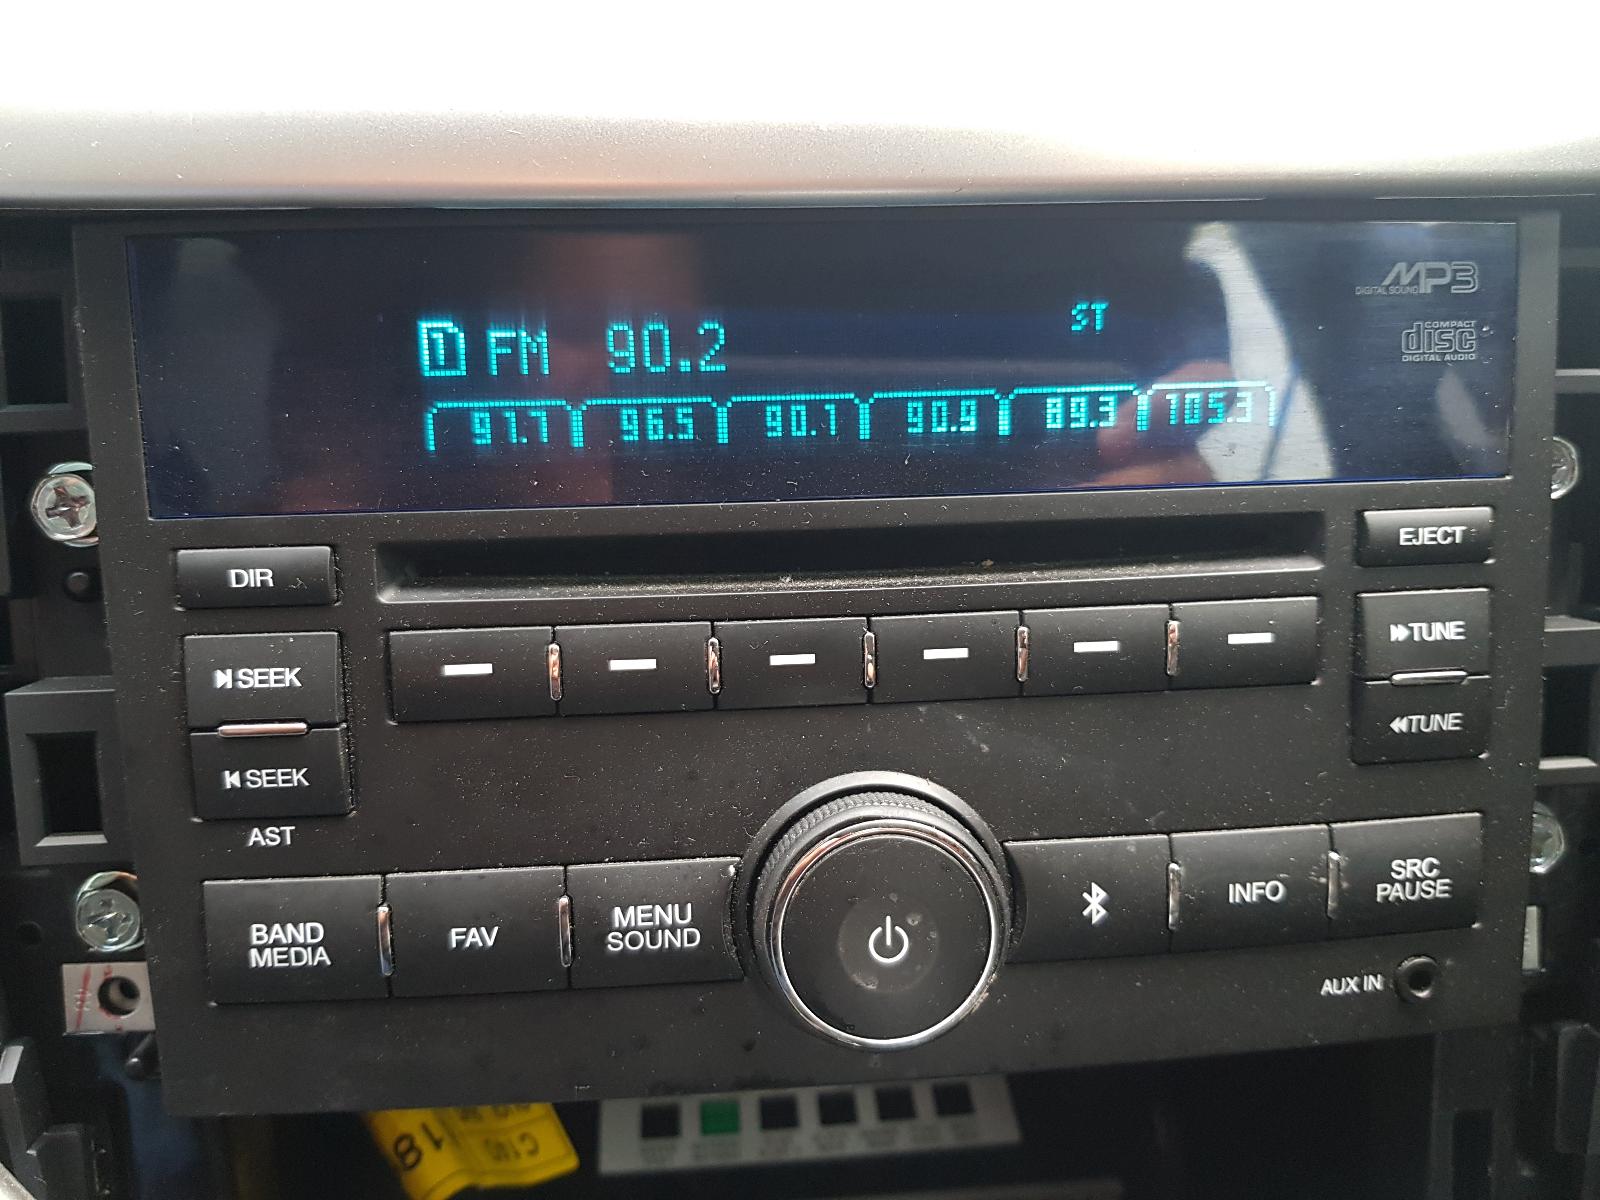 MP3
DIGITAL SOUND
1 FM 90.2 ST
COMPACT
disc
DIGITAL AUDIO
97.7 96.5 90.1 90.9 89.3 105.3
DIR
EJECT
SEEK
TUNE
SEEK
TUNE
AST
BAND
MEDIA
FAV
MENU
SOUND
INFO
SRC
PAUSE
AUX IN
18